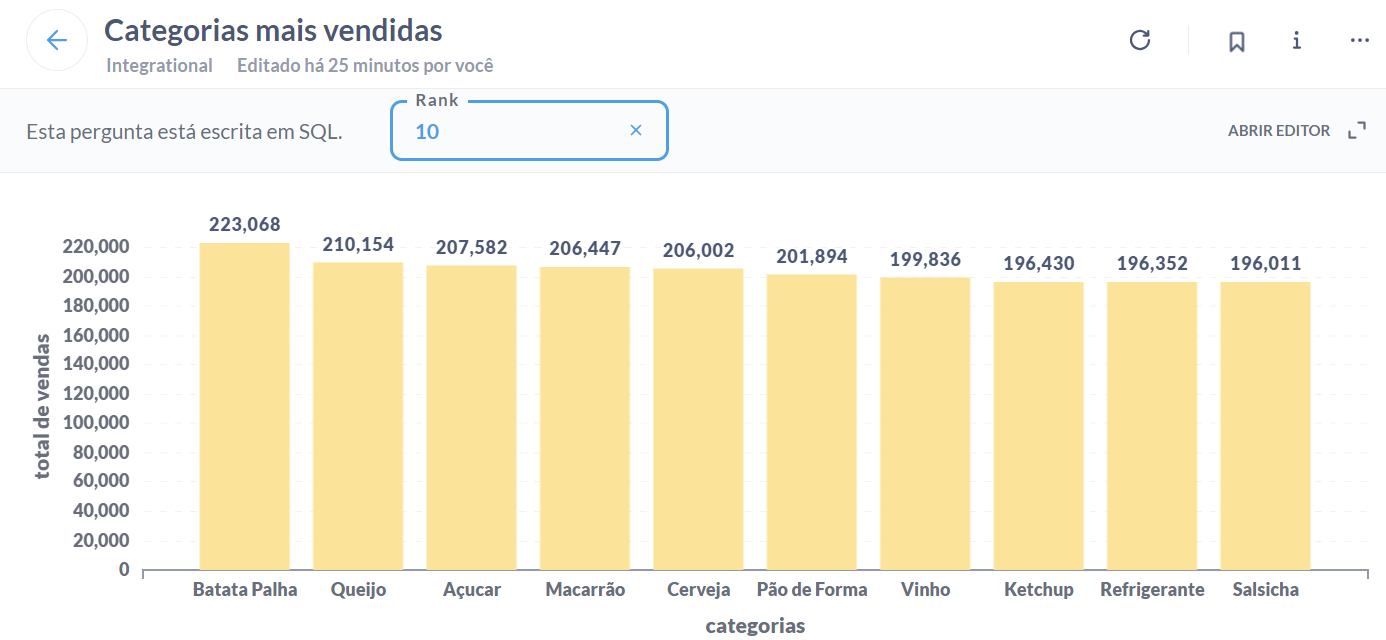 Categorias mais vendidas
Integrational Editado há 25 minutos por você
Rank
Esta pergunta está escrita em SQL.
10
ABRIR EDITOR
223,068 210,154 207,582 206,447 206,002 201,894 199,836 196,430 196,352 196,011
220,000
200,000
180,000
160,000
140,000
120,000
100,000
80,000
60,000
40,000
20,000
0
total de vendas
Batata Palha Queijo Açucar Macarrão Cerveja Pão de Forma Vinho Ketchup Refrigerante Salsicha
categorias